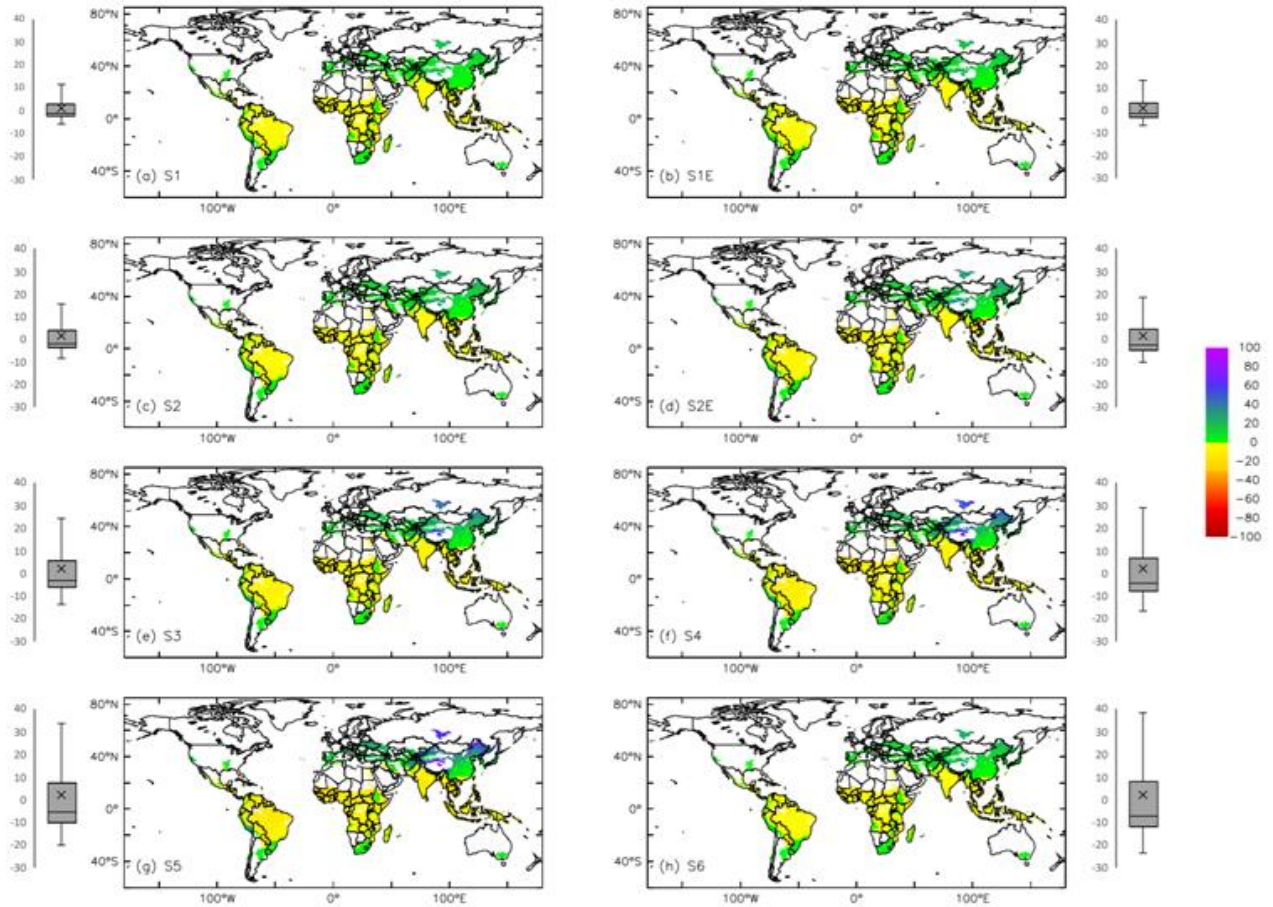 40
30
20
10
0
-10
-20
-30
80°N
40°N
0°
40°S
(a) S1
100°W
0°
100°E
80°N
40°N
0°
40°S
(b) S1E
100°W
0°
100°E
40
30
20
10
0
-10
-20
-30
40
30
20
10
0
-10
-20
-30
80°N
40°N
0°
40°S
(c) S2
100°W
0°
100°E
80°N
40°N
0°
40°S
(d) S2E
100°W
0°
100°E
40
30
20
10
0
-10
-20
-30
100
80
60
40
20
0
-20
-40
-60
-80
-100
40
30
20
10
0
-10
-20
-30
80°N
40°N
0°
40°S
(e) S3
100°W
0°
100°E
80°N
40°N
0°
40°S
(f) S4
100°W
0°
100°E
40
30
20
10
0
-10
-20
-30
40
30
20
10
0
-10
-20
-30
80°N
40°N
0°
40°S
(g) S5
100°W
0°
100°E
80°N
40°N
0°
40°S
(h) S6
100°W
0°
100°E
40
30
20
10
0
-10
-20
-30